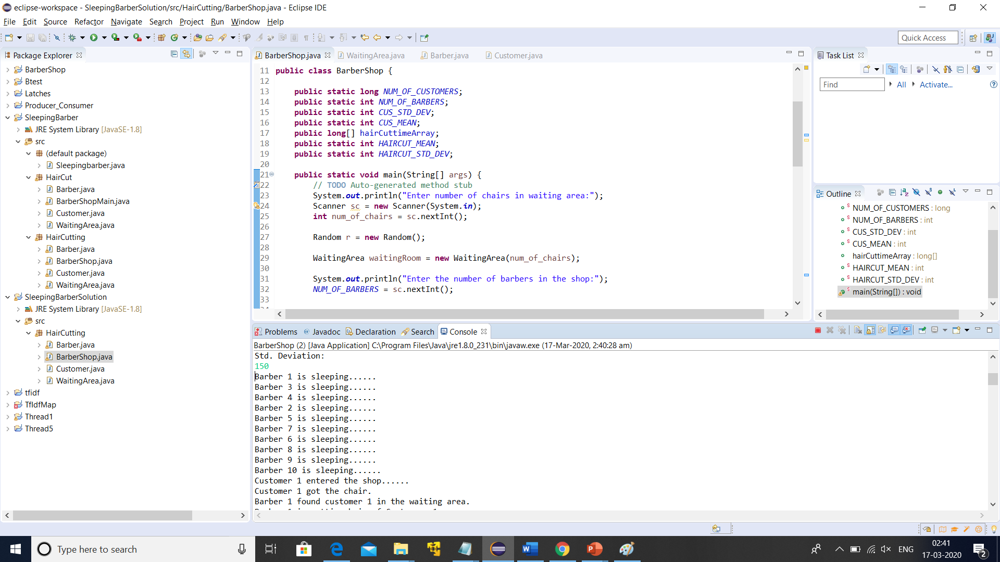 eclipse-workspace - SleepingBarberSolution/src/HairCutting/BarberShop.java - Eclipse IDE
File Edit Source Refactor Navigate Search Project Run Window Help
Quick Access
Package Explorer
BarberShop
Btest
Latches
Producer_Consumer
SleepingBarber
JRE System Library [JavaSE-1.8]
src
(default package)
Sleepingbarber.java
HairCut
Barber.java
BarberShopMain.java
Customer.java
WaitingArea.java
HairCutting
Barber.java
BarberShop.java
Customer.java
WaitingArea.java
SleepingBarberSolution
JRE System Library [JavaSE-1.8]
src
HairCutting
Barber.java
BarberShop.java
Customer.java
WaitingArea.java
tfidf
TfIdfMap
Thread1
Thread5
BarberShop.java WaitingArea.java Barber.java Customer.java
11 public class BarberShop {
12
13 public static long NUM_OF_CUSTOMERS;
14 public static int NUM_OF_BARBERS;
15 public static int CUS_STD_DEV;
16 public static int CUS_MEAN;
17 public long[] hairCuttimeArray;
18 public static int HAIRCUT_MEAN;
19 public static int HAIRCUT_STD_DEV;
20
21 public static void main(String[] args) {
22 // TODO Auto-generated method stub
23 System.out.println("Enter number of chairs in waiting area:");
24 Scanner sc = new Scanner(System.in);
25 int num_of_chairs = sc.nextInt();
26
27 Random r = new Random();
28
29 WaitingArea waitingRoom = new WaitingArea(num_of_chairs);
30
31 System.out.println("Enter the number of barbers in the shop:");
32 NUM_OF_BARBERS = sc.nextInt();
33
Task List
Find All Activate...
Outline
NUM_OF_CUSTOMERS : long
NUM_OF_BARBERS : int
CUS_STD_DEV : int
CUS_MEAN : int
hairCuttimeArray : long[]
HAIRCUT_MEAN : int
HAIRCUT_STD_DEV : int
main(String[]) : void
Problems Javadoc Declaration Search Console
BarberShop (2) [Java Application] C:\Program Files\Java\jre1.8.0_231\bin\javaw.exe (17-Mar-2020, 2:40:28 am)
Std. Deviation:
150
Barber 1 is sleeping......
Barber 3 is sleeping......
Barber 4 is sleeping......
Barber 2 is sleeping......
Barber 5 is sleeping......
Barber 7 is sleeping......
Barber 6 is sleeping......
Barber 8 is sleeping......
Barber 9 is sleeping......
Barber 10 is sleeping......
Customer 1 entered the shop......
Customer 1 got the chair.
Barber 1 found customer 1 in the waiting area.
Type here to search
ENG
02:41
17-03-2020
2